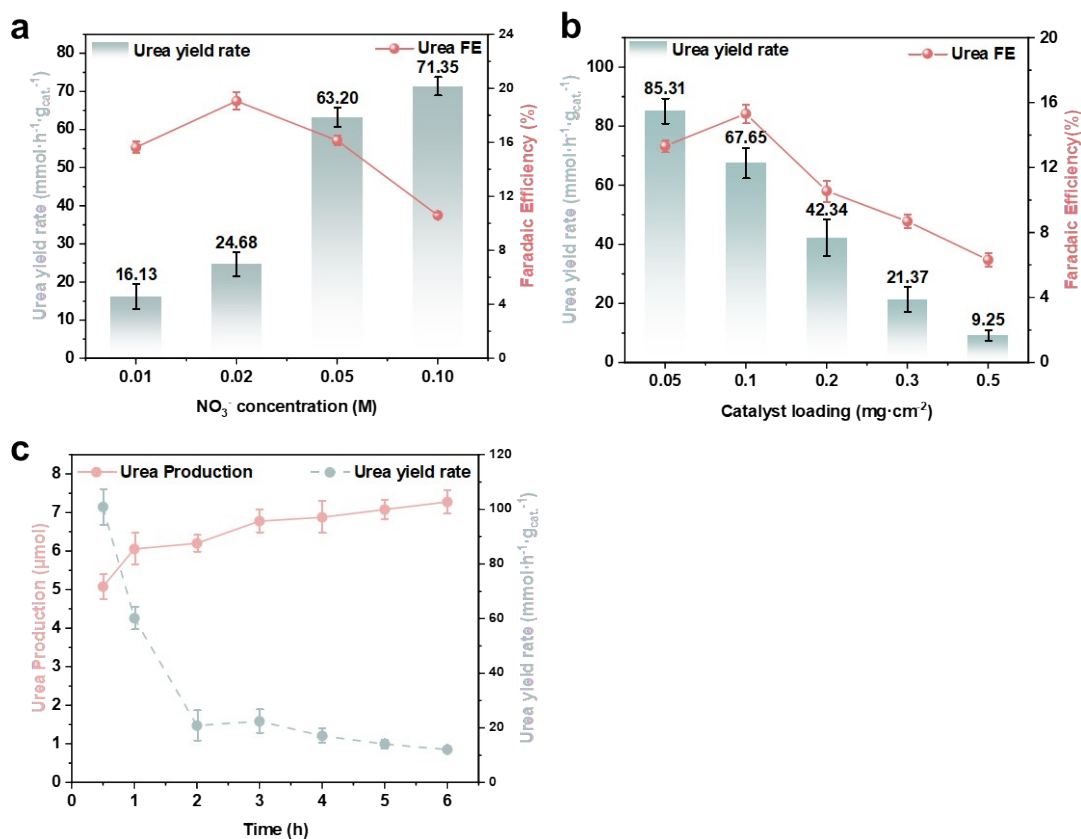 a
Urea yield rate
Urea FE
Urea yield rate (mmol·h⁻¹·g_cat.⁻¹)
80
70
60
50
40
30
20
10
0
16.13
24.68
63.20
71.35
24
20
16
12
8
4
0
Faradaic Efficiency (%)
0.01 0.02 0.05 0.10
NO₃⁻ concentration (M)
b
Urea yield rate
Urea FE
Urea yield rate (mmol·h⁻¹·g_cat.⁻¹)
100
80
60
40
20
0
85.31
67.65
42.34
21.37
9.25
20
16
12
8
4
0
Faradaic Efficiency(%)
0.05 0.1 0.2 0.3 0.5
Catalyst loading (mg·cm⁻²)
c
Urea Production
Urea yield rate
Urea Production (μmol)
8
7
6
5
4
3
2
1
0
120
100
80
60
40
20
0
Urea yield rate (mmol·h⁻¹·g_cat.⁻¹)
0 1 2 3 4 5 6
Time (h)